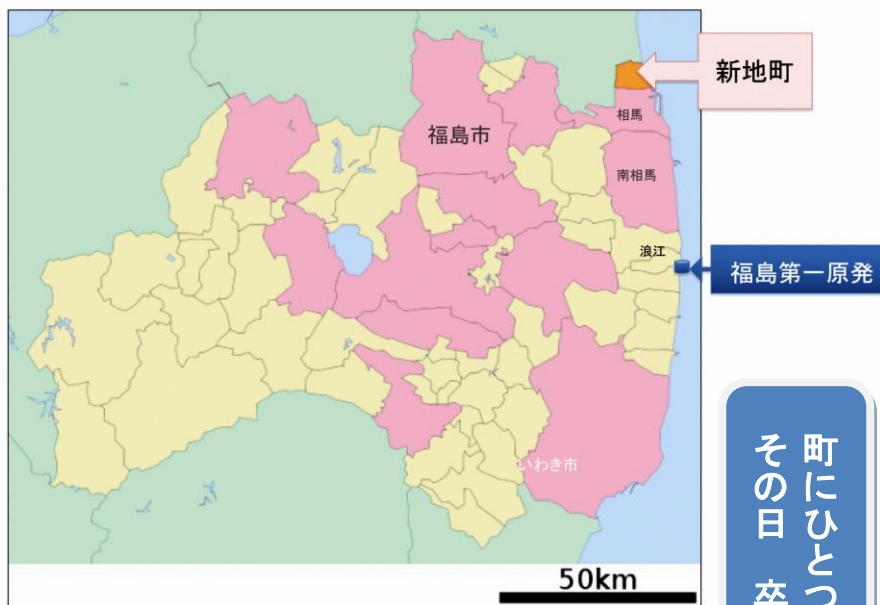 新地町
相馬
福島市
南相馬
浪江
福島第一原発
いわき市
50km
町にひとつ
その日 卒